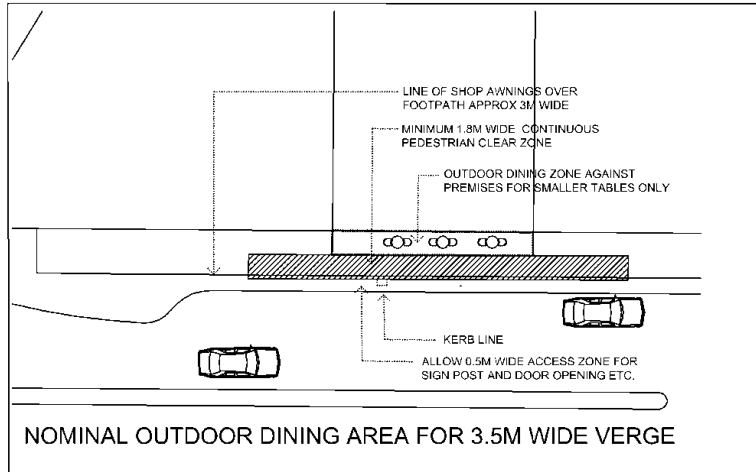 LINE OF SHOP AWNINGS OVER
FOOTPATH APPROX 3M WIDE
MINIMUM 1.8M WIDE CONTINUOUS
PEDESTRIAN CLEAR ZONE
OUTDOOR DINING ZONE AGAINST
PREMISES FOR SMALLER TABLES ONLY
KERB LINE
ALLOW 0.5M WIDE ACCESS ZONE FOR
SIGN POST AND DOOR OPENING ETC.
NOMINAL OUTDOOR DINING AREA FOR 3.5M WIDE VERGE